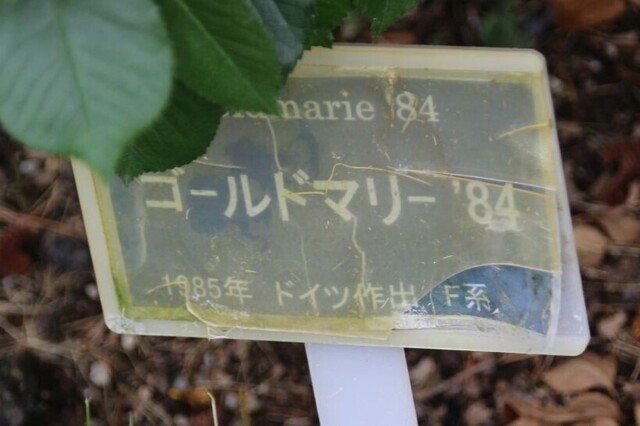 marie '84
ゴールドマリー '84
1985年 ドイツ作出 F系